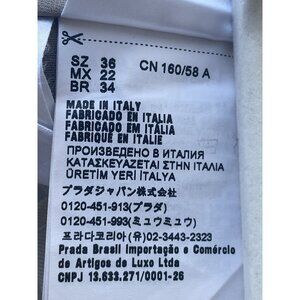 SZ 36
MX 22
BR 34
CN 160/58 A
MADE IN ITALY
FABRICADO EN ITALIA
FABRICADO EM ITÁLIA
FABRIQUÉ EN ITALIE
ПРОИЗВЕДЕНО В ИТАЛИЯ
ΚΑΤΑΣΚΕΥΑΖΕΤΑΙ ΣΤΗΝ ΙΤΑΛΙΑ
ÜRETİM YERİ İTALYA
プラダジャパン株式会社
0120-451-913(プラダ)
0120-451-993(ミュウミュウ)
프라다코리아(유) 02-3443-2323
Prada Brasil Importação e Comércio
de Artigos de Luxo Ltda
CNPJ 13.633.271/0001-26